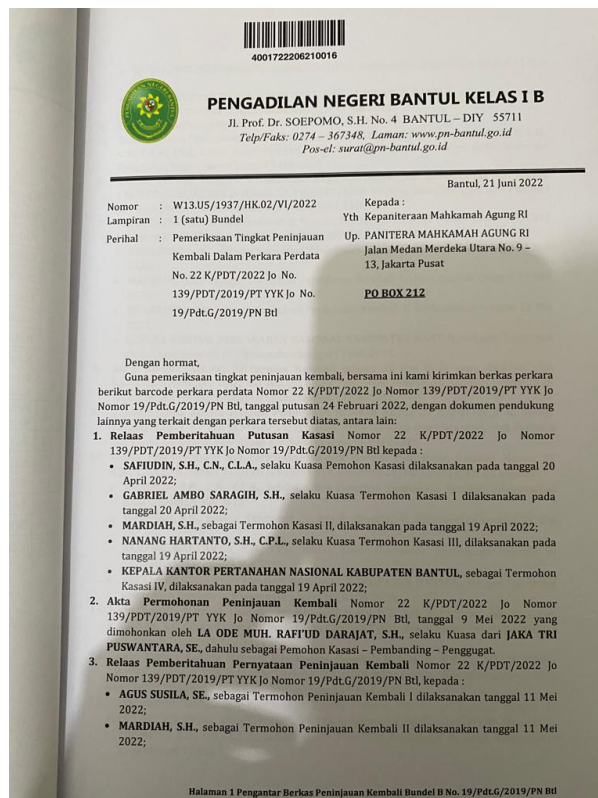 4001722206210016
PENGADILAN NEGERI BANTUL KELAS I B
Jl. Prof. Dr. SOEPOMO, S.H. No. 4 BANTUL – DIY 55711
Telp/Faks: 0274 – 367348, Laman: www.pn-bantul.go.id
Pos-el: surat@pn-bantul.go.id
Bantul, 21 Juni 2022
Nomor : W13.U5/1937/HK.02/VI/2022
Lampiran : 1 (satu) Bundel
Perihal : Pemeriksaan Tingkat Peninjauan
Kembali Dalam Perkara Perdata
No. 22 K/PDT/2022 Jo No.
139/PDT/2019/PT YYK Jo No.
19/Pdt.G/2019/PN Btl
Kepada :
Yth Kepaniteraan Mahkamah Agung RI
Up. PANITERA MAHKAMAH AGUNG RI
Jalan Medan Merdeka Utara No. 9 –
13, Jakarta Pusat
PO BOX 212
Dengan hormat,
Guna pemeriksaan tingkat peninjauan kembali, bersama ini kami kirimkan berkas perkara
berikut barcode perkara perdata Nomor 22 K/PDT/2022 Jo Nomor 139/PDT/2019/PT YYK Jo
Nomor 19/Pdt.G/2019/PN Btl, tanggal putusan 24 Februari 2022, dengan dokumen pendukung
lainnya yang terkait dengan perkara tersebut diatas, antara lain:
1. Relaas Pemberitahuan Putusan Kasasi Nomor 22 K/PDT/2022 Jo Nomor
139/PDT/2019/PT YYK Jo Nomor 19/Pdt.G/2019/PN Btl kepada :
• SAFIUDIN, S.H., C.N., C.L.A., selaku Kuasa Pemohon Kasasi dilaksanakan pada tanggal 20
April 2022;
• GABRIEL AMBO SARAGIH, S.H., selaku Kuasa Termohon Kasasi I dilaksanakan pada
tanggal 20 April 2022;
• MARDIAH, S.H., sebagai Termohon Kasasi II, dilaksanakan pada tanggal 19 April 2022;
• NANANG HARTANTO, S.H., C.P.L., selaku Kuasa Termohon Kasasi III, dilaksanakan pada
tanggal 19 April 2022;
• KEPALA KANTOR PERTANAHAN NASIONAL KABUPATEN BANTUL, sebagai Termohon
Kasasi IV, dilaksanakan pada tanggal 19 April 2022;
2. Akta Permohonan Peninjauan Kembali Nomor 22 K/PDT/2022 Jo Nomor
139/PDT/2019/PT YYK Jo Nomor 19/Pdt.G/2019/PN Btl, tanggal 9 Mei 2022 yang
dimohonkan oleh LA ODE MUH. RAFI'UD DARAJAT, S.H., selaku Kuasa dari JAKA TRI
PUSWANTARA, SE., dahulu sebagai Pemohon Kasasi – Pembanding – Penggugat.
3. Relaas Pemberitahuan Pernyataan Peninjauan Kembali Nomor 22 K/PDT/2022 Jo
Nomor 139/PDT/2019/PT YYK Jo Nomor 19/Pdt.G/2019/PN Btl, kepada :
• AGUS SUSILA, SE., sebagai Termohon Peninjauan Kembali I dilaksanakan tanggal 11 Mei
2022;
• MARDIAH, S.H., sebagai Termohon Peninjauan Kembali II dilaksanakan tanggal 11 Mei
2022;
Halaman 1 Pengantar Berkas Peninjauan Kembali Bundel B No. 19/Pdt.G/2019/PN Btl